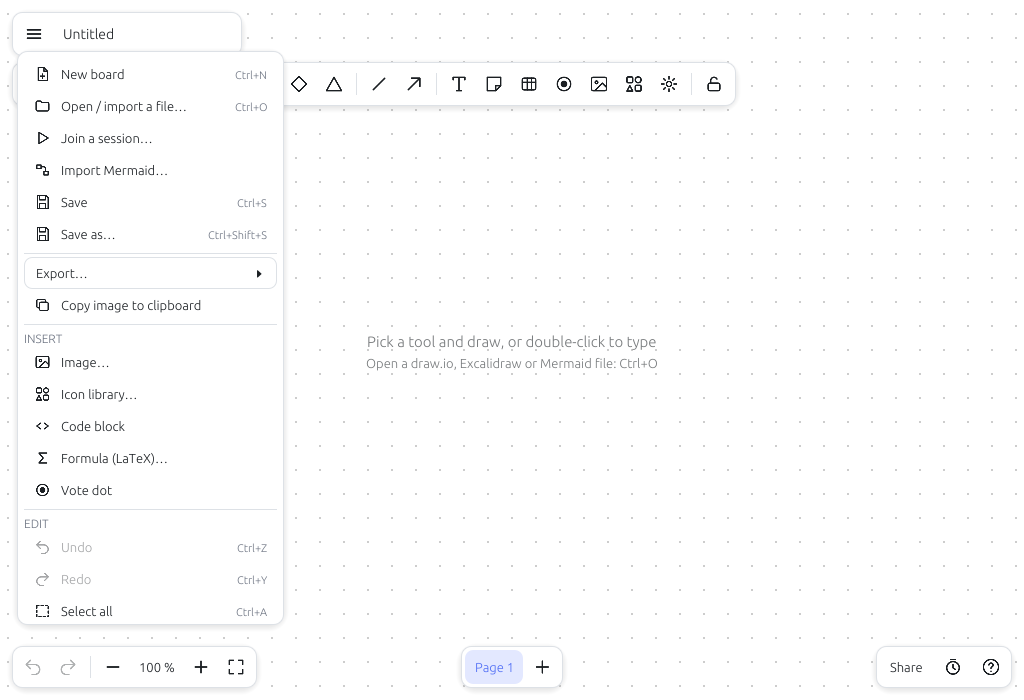 Untitled
New board Ctrl+N
Open / import a file... Ctrl+O
Join a session...
Import Mermaid...
Save Ctrl+S
Save as... Ctrl+Shift+S
Export...
Copy image to clipboard
INSERT
Image...
Icon library...
Code block
Formula (LaTeX)...
Vote dot
EDIT
Undo Ctrl+Z
Redo Ctrl+Y
Select all Ctrl+A
Pick a tool and draw, or double-click to type
Open a draw.io, Excalidraw or Mermaid file: Ctrl+O
100 %
Page 1
Share